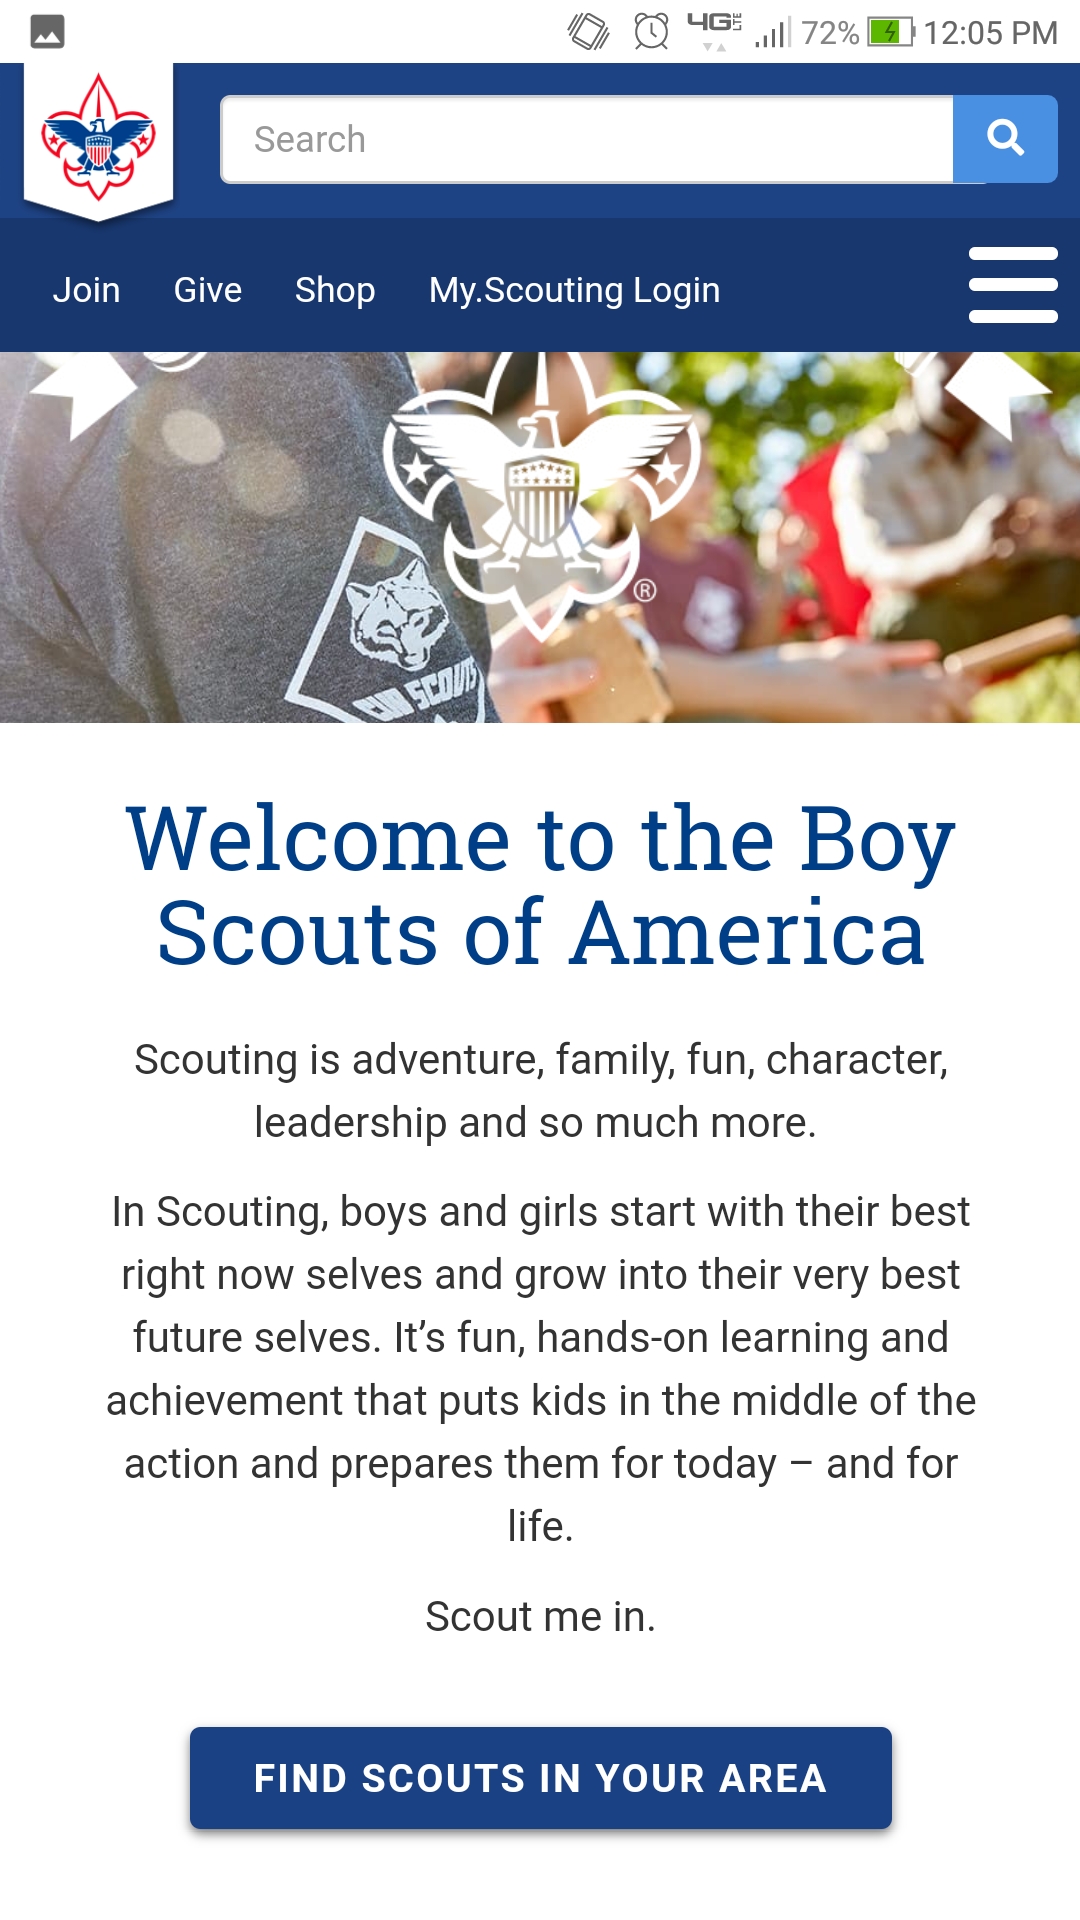 4G LTE 72% 12:05 PM
Search
Join Give Shop My.Scouting Login
®
CUB SCOUTS
Welcome to the Boy
Scouts of America
Scouting is adventure, family, fun, character,
leadership and so much more.
In Scouting, boys and girls start with their best
right now selves and grow into their very best
future selves. It’s fun, hands-on learning and
achievement that puts kids in the middle of the
action and prepares them for today – and for
life.
Scout me in.
FIND SCOUTS IN YOUR AREA